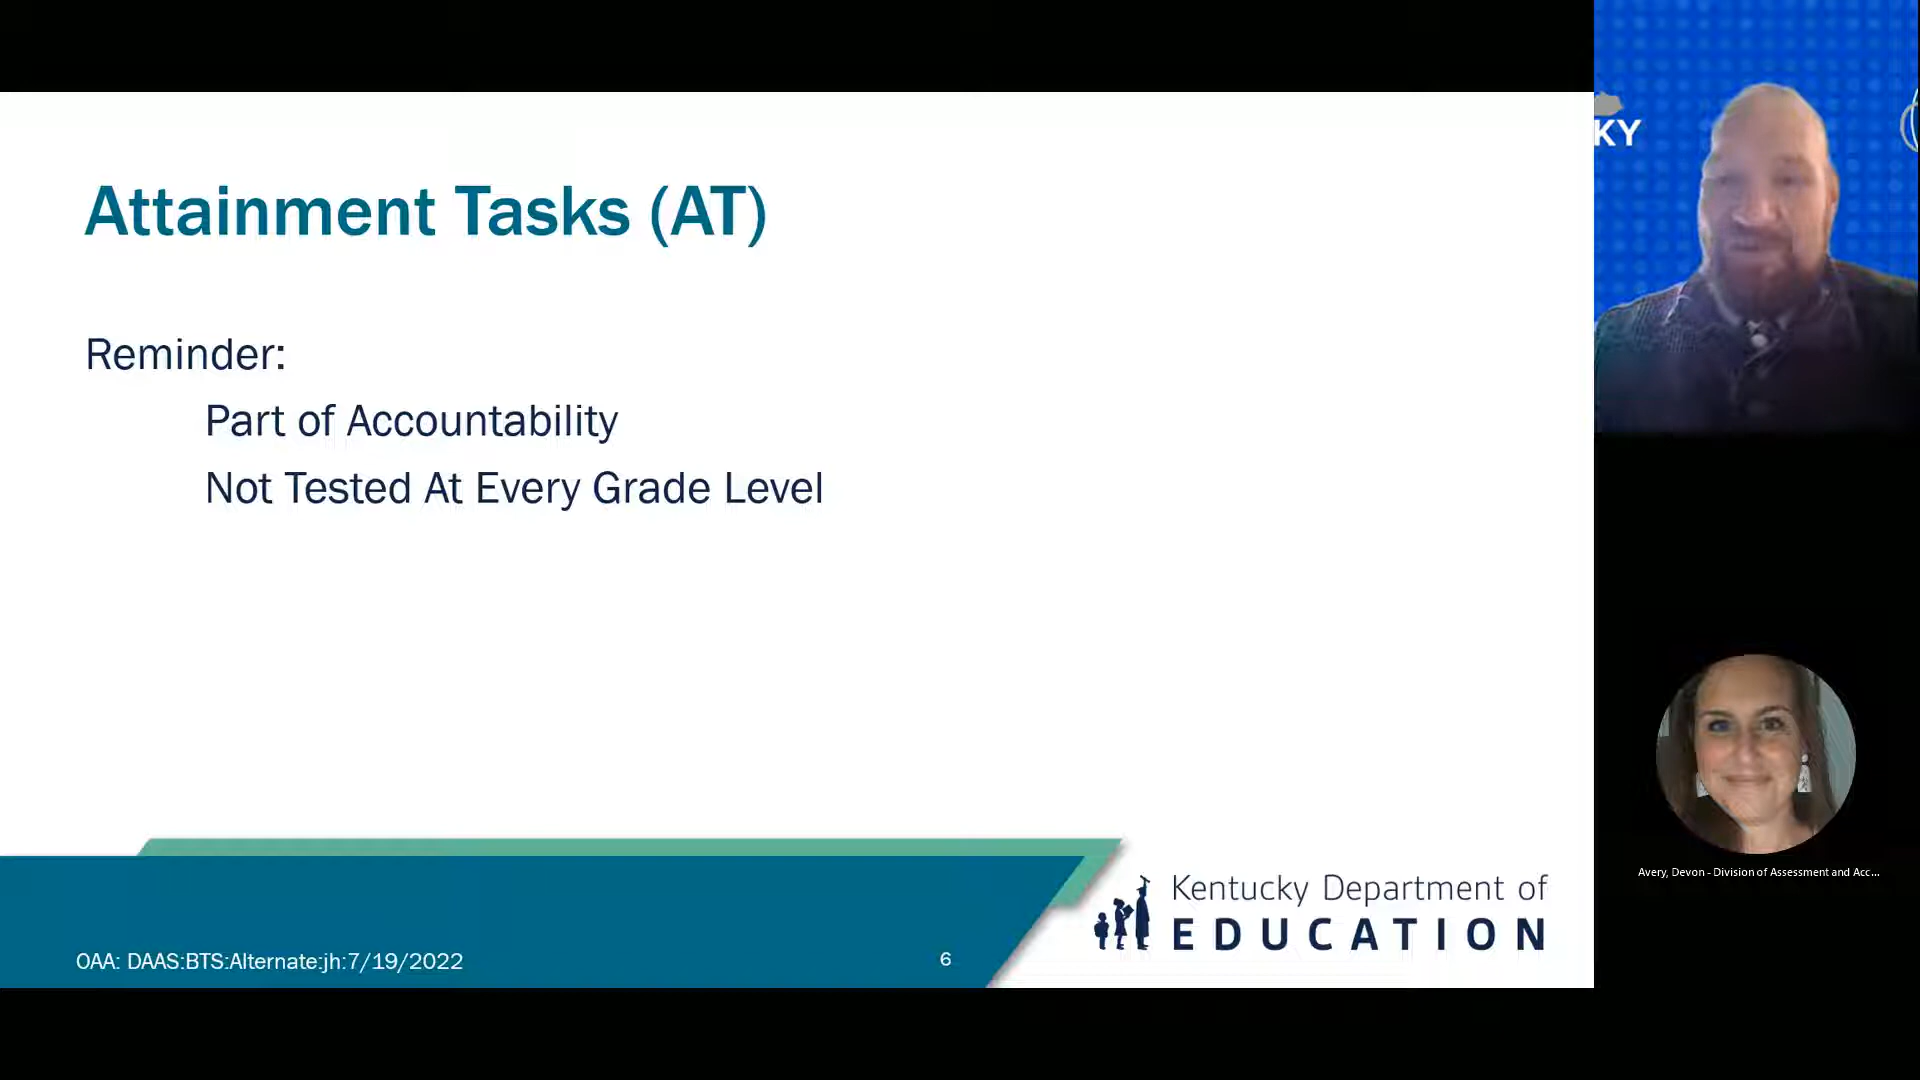 Attainment Tasks (AT)
Reminder:
Part of Accountability
Not Tested At Every Grade Level
OAA: DAAS:BTS:Alternate:jh:7/19/2022
6
Kentucky Department of
EDUCATION
KY
Avery, Devon - Division of Assessment and Acc...